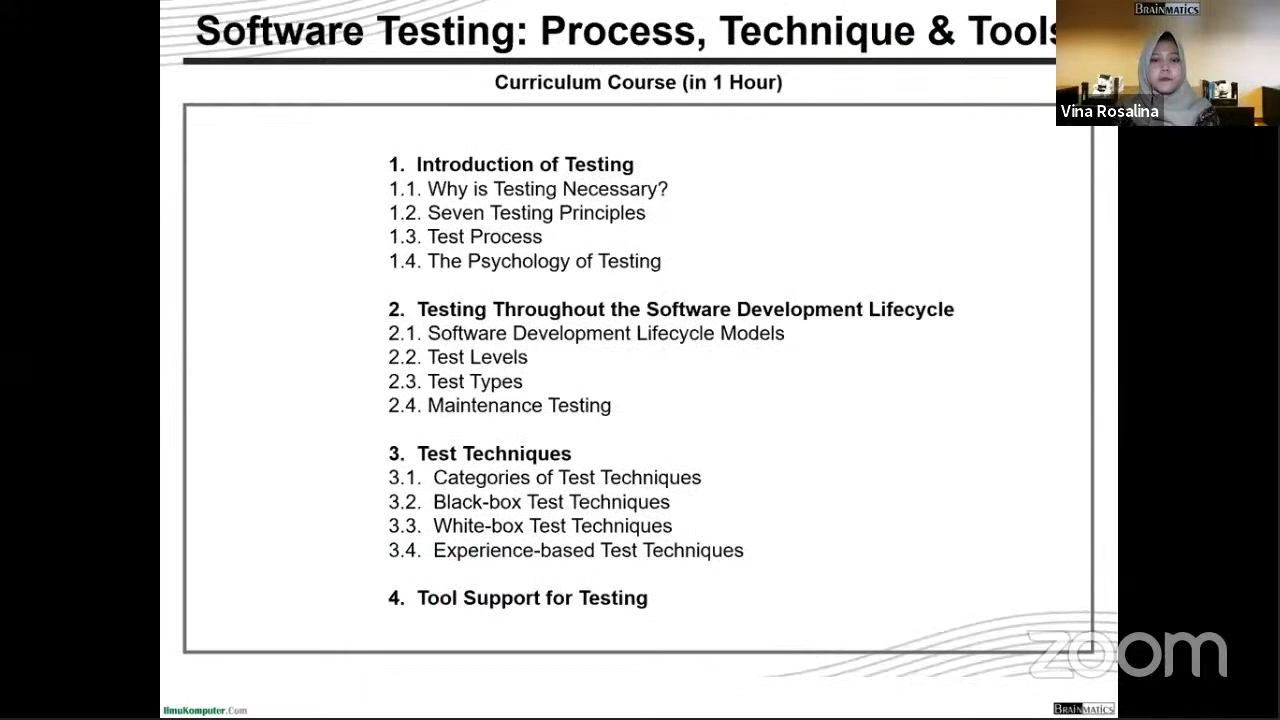 Software Testing: Process, Technique & Tools
Curriculum Course (in 1 Hour)
BRAINMATICS
Vina Rosalina
1. Introduction of Testing
1.1. Why is Testing Necessary?
1.2. Seven Testing Principles
1.3. Test Process
1.4. The Psychology of Testing
2. Testing Throughout the Software Development Lifecycle
2.1. Software Development Lifecycle Models
2.2. Test Levels
2.3. Test Types
2.4. Maintenance Testing
3. Test Techniques
3.1. Categories of Test Techniques
3.2. Black-box Test Techniques
3.3. White-box Test Techniques
3.4. Experience-based Test Techniques
4. Tool Support for Testing
zoom
IlmuKomputer.Com
BRAINMATICS